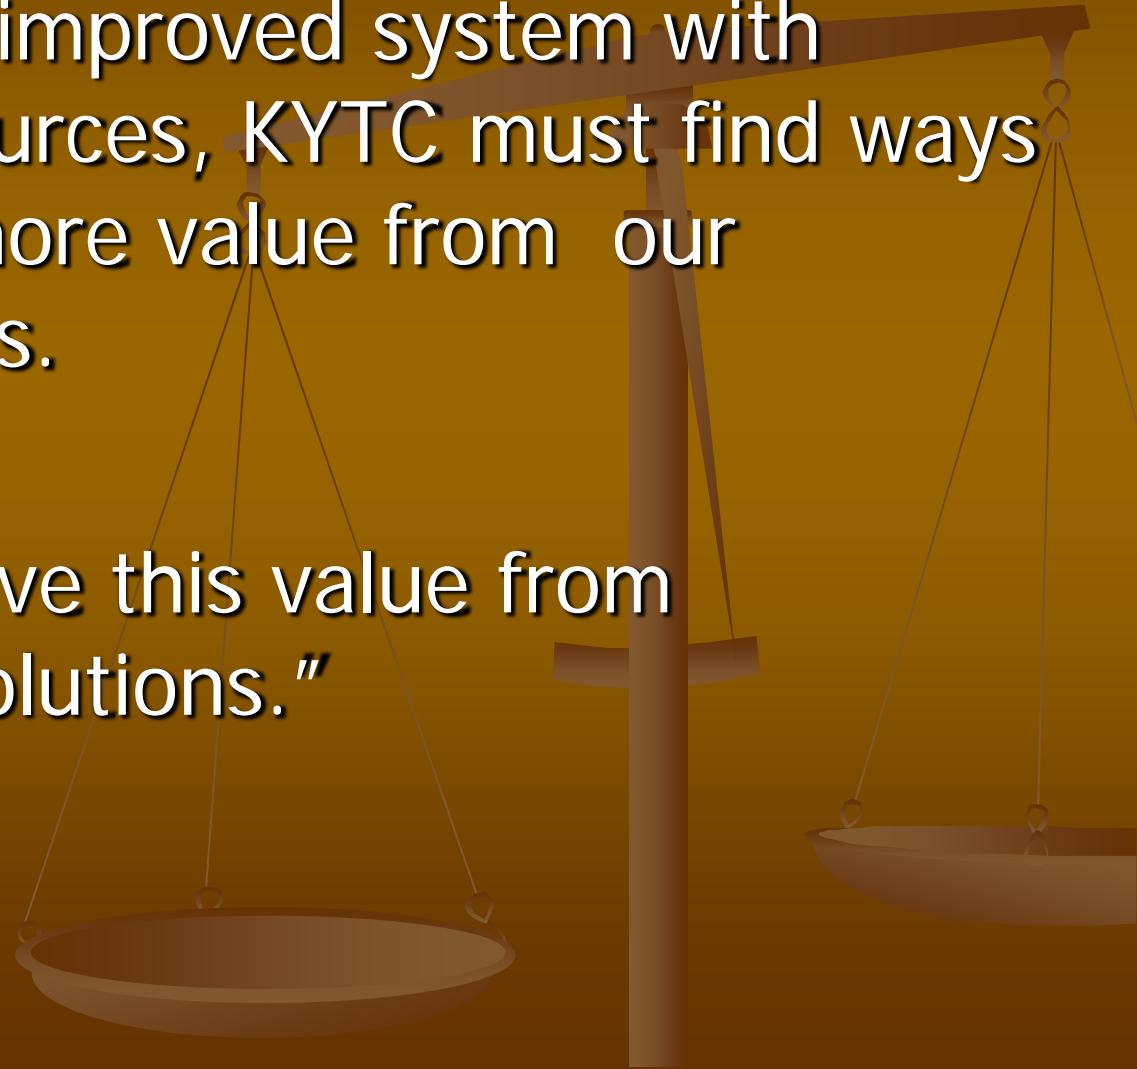 improved system with
urces, KYTC must find ways
ore value from  our
s.
ve this value from
olutions.”